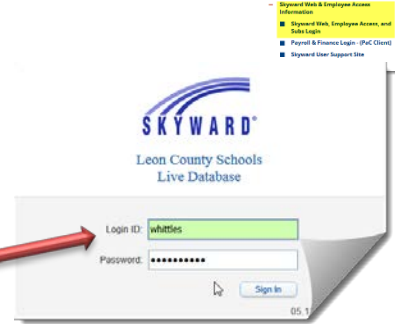 Skyward Web & Employee Access
Information
Skyward Web, Employee Access, and
Subs Login
Payroll & Finance Login - (PaC Client)
Skyward User Support Site
SKYWARD®
Leon County Schools
Live Database
Login ID: whittles
Password: ••••••••••
Sign In
05.1